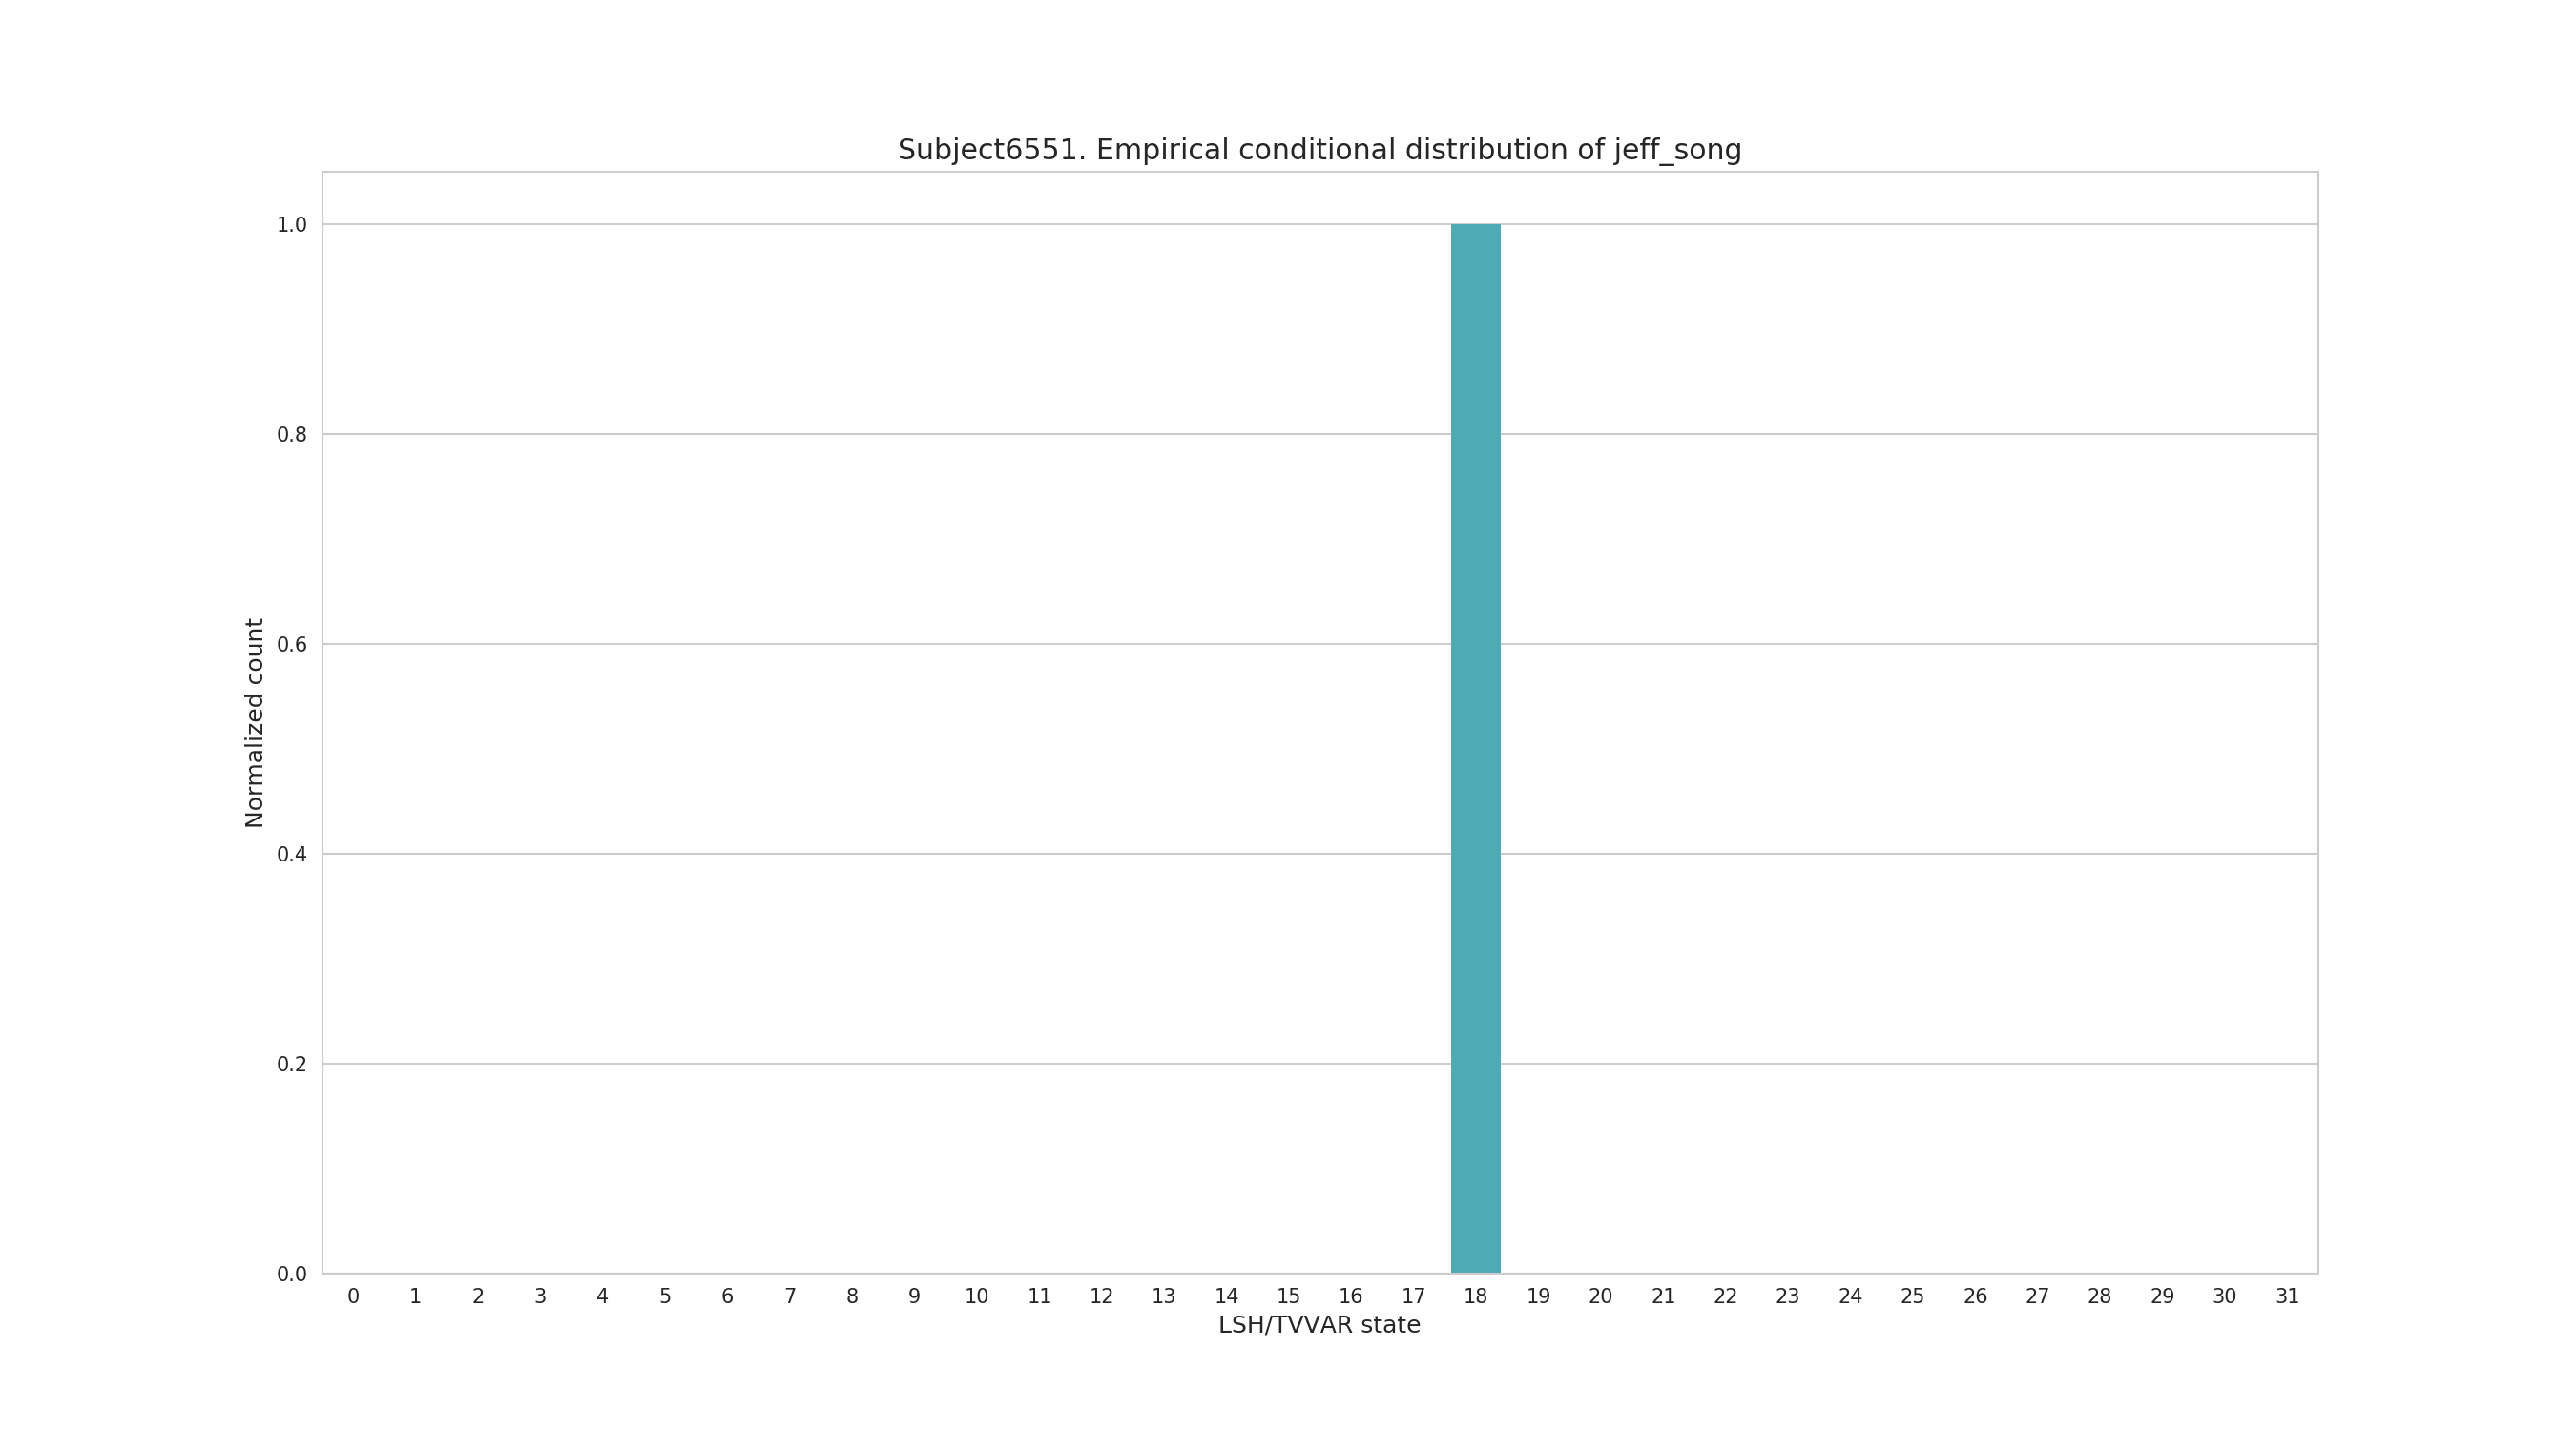 Subject6551. Empirical conditional distribution of jeff_song
1.0
0.8
0.6
0.4
0.2
0.0
Normalized count
0 1 2 3 4 5 6 7 8 9 10 11 12 13 14 15 16 17 18 19 20 21 22 23 24 25 26 27 28 29 30 31
LSH/TVVAR state